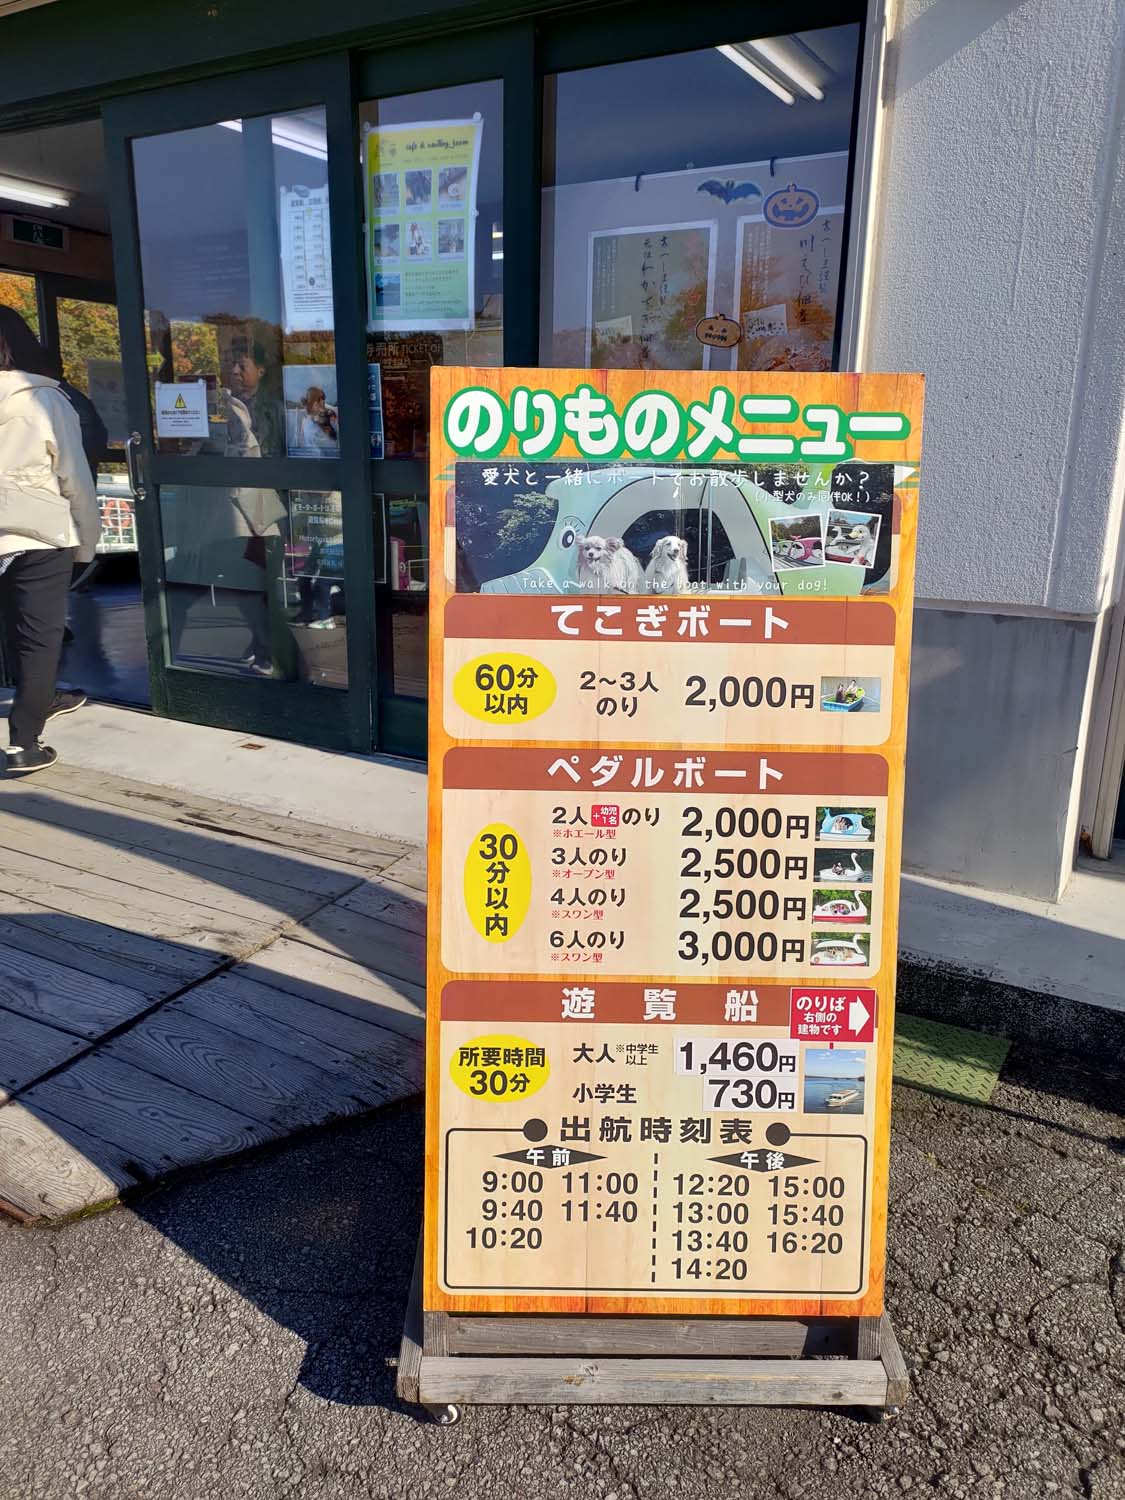 cafe & nantley_room
売所 TICKET OF
のりものメニュー
愛犬と一緒にボートでお散歩しませんか？
(小型犬のみ同伴OK！)
Take a walk on the boat with your dog!
てこぎボート
60分以内
2〜3人のり
2,000円
ペダルボート
30分以内
2人+幼児1名のり 2,000円
※ホエール型
3人のり 2,500円
※オープン型
4人のり 2,500円
※スワン型
6人のり 3,000円
※スワン型
遊覧船
のりば
右側の
建物です
所要時間
30分
大人※中学生以上 1,460円
小学生 730円
出航時刻表
午前 午後
9:00 11:00 12:20 15:00
9:40 11:40 13:00 15:40
10:20 13:40 16:20
14:20